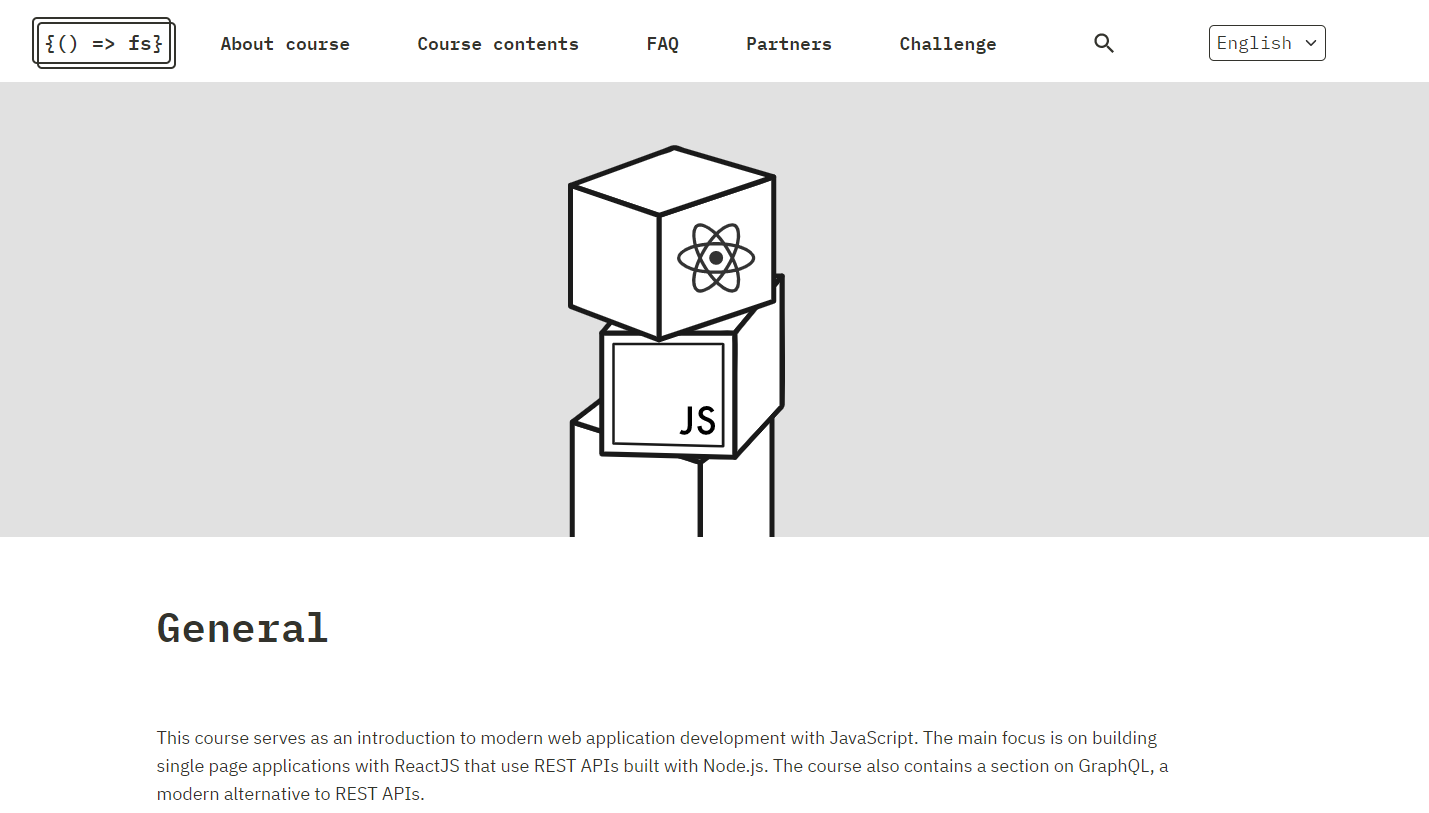 {() => fs} About course Course contents FAQ Partners Challenge English
JS
General
This course serves as an introduction to modern web application development with JavaScript. The main focus is on building
single page applications with ReactJS that use REST APIs built with Node.js. The course also contains a section on GraphQL, a
modern alternative to REST APIs.